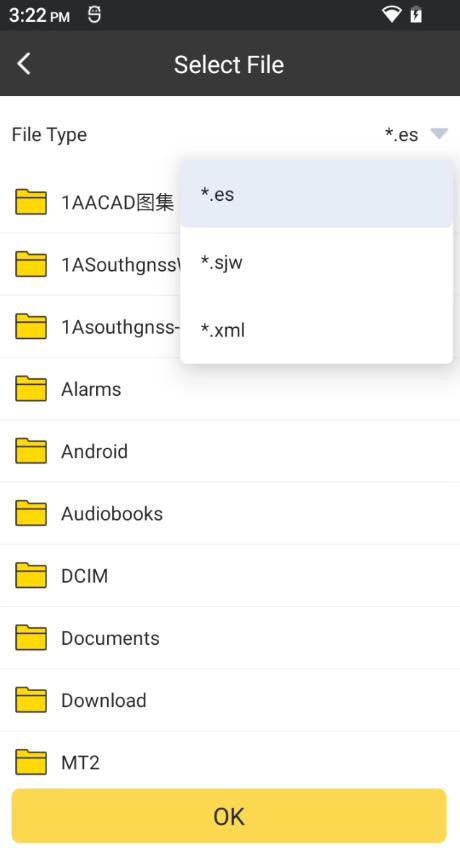 3:22 PM
Select File
File Type
*.es
*.es
*.sjw
*.xml
1AACAD图集
1ASouthgnss
1Asouthgnss-
Alarms
Android
Audiobooks
DCIM
Documents
Download
MT2
OK